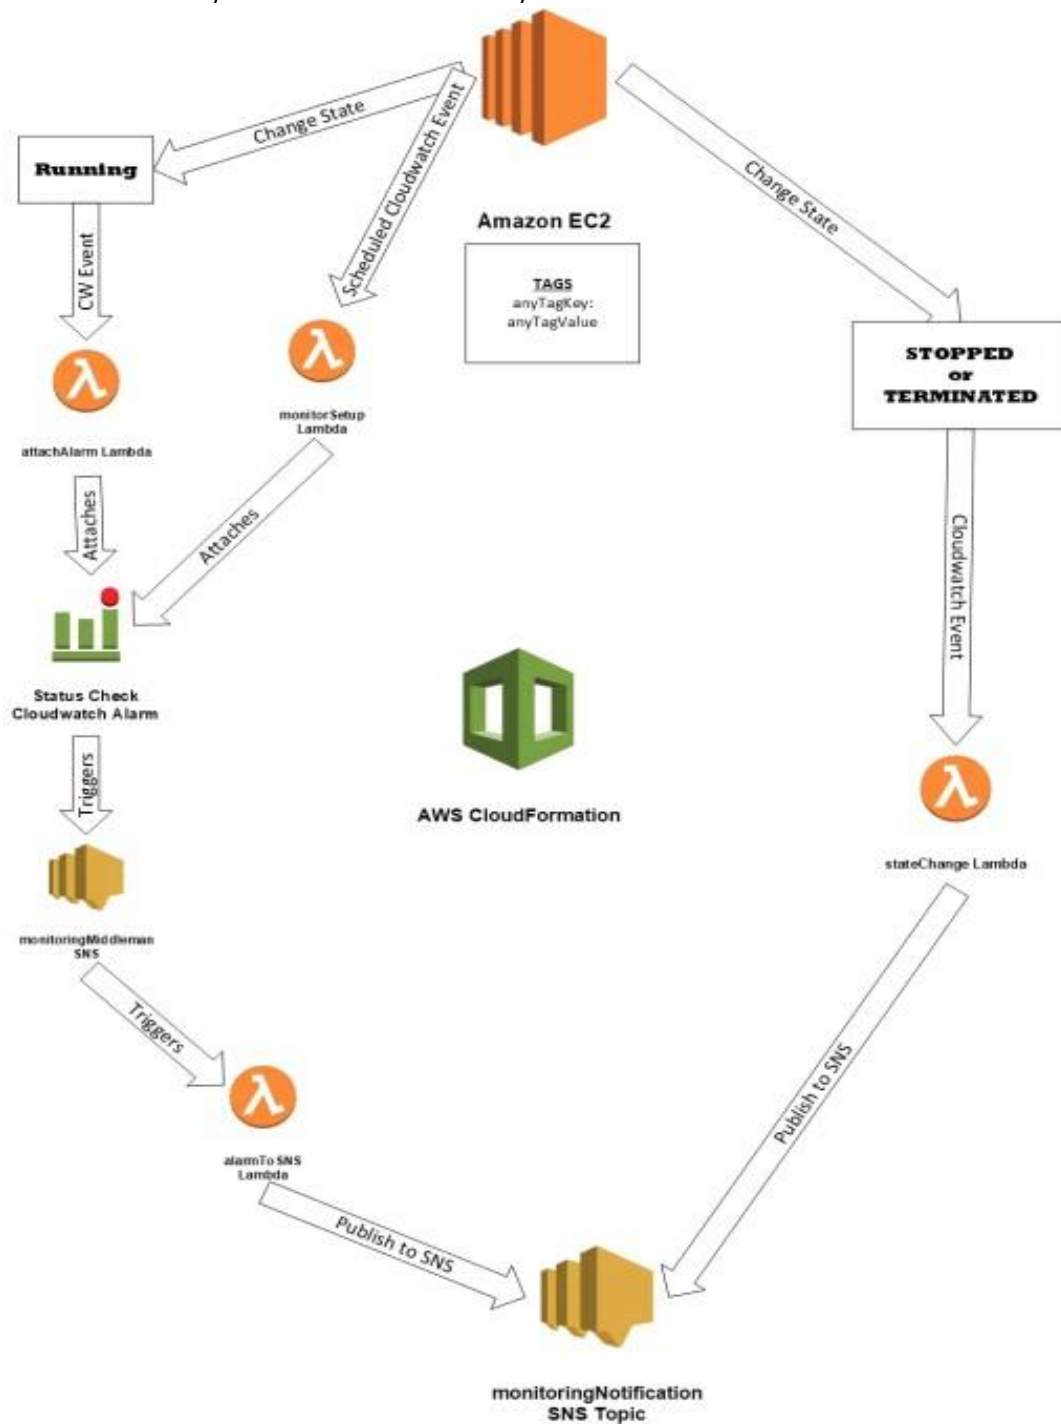 Change State
Scheduled Cloudwatch Event
Change State
Running
Amazon EC2
TAGS
anyTagKey:
anyTagValue
CW Event
STOPPED
or
TERMINATED
monitorSetup
Lambda
attachAlarm Lambda
Attaches
Attaches
Cloudwatch Event
Status Check
Cloudwatch Alarm
Triggers
AWS CloudFormation
stateChange Lambda
monitoringMiddleman
SNS
Triggers
Publish to SNS
alarmToSNS
Lambda
Publish to SNS
monitoringNotification
SNS Topic